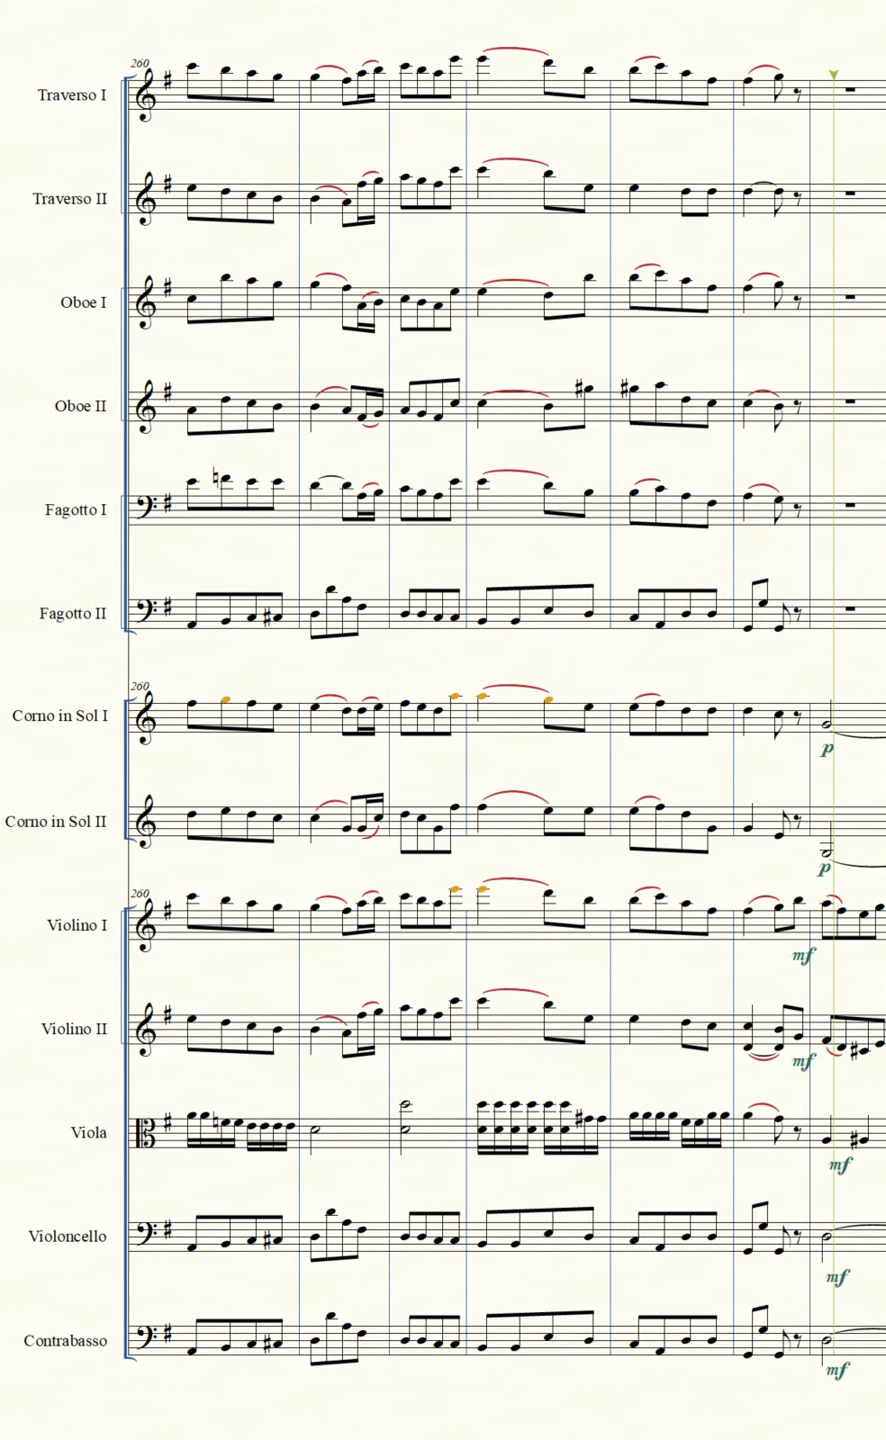 260
Traverso I
Traverso II
Oboe I
Oboe II
Fagotto I
Fagotto II
260
Corno in Sol I
p
Corno in Sol II
p
260
Violino I
mf
Violino II
mf
Viola
mf
Violoncello
mf
Contrabasso
mf